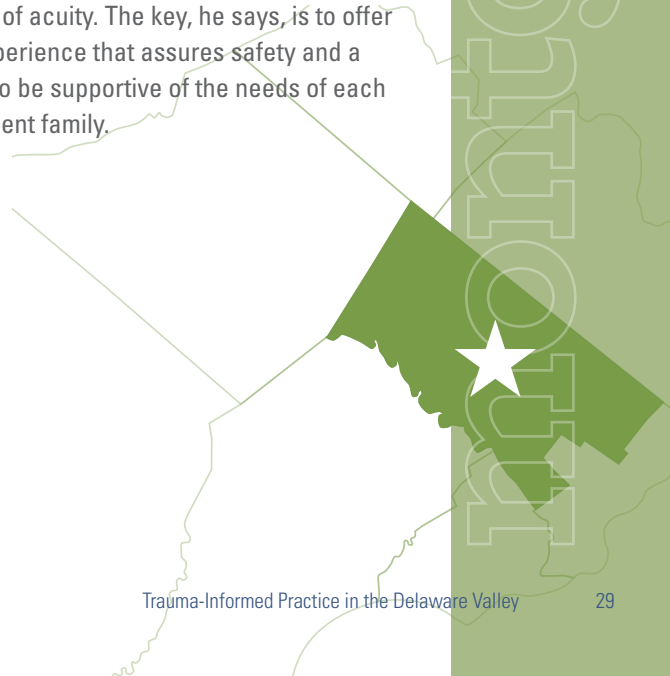 of acuity. The key, he says, is to offer
perience that assures safety and a
o be supportive of the needs of each
ent family.
mont
Trauma-Informed Practice in the Delaware Valley 29